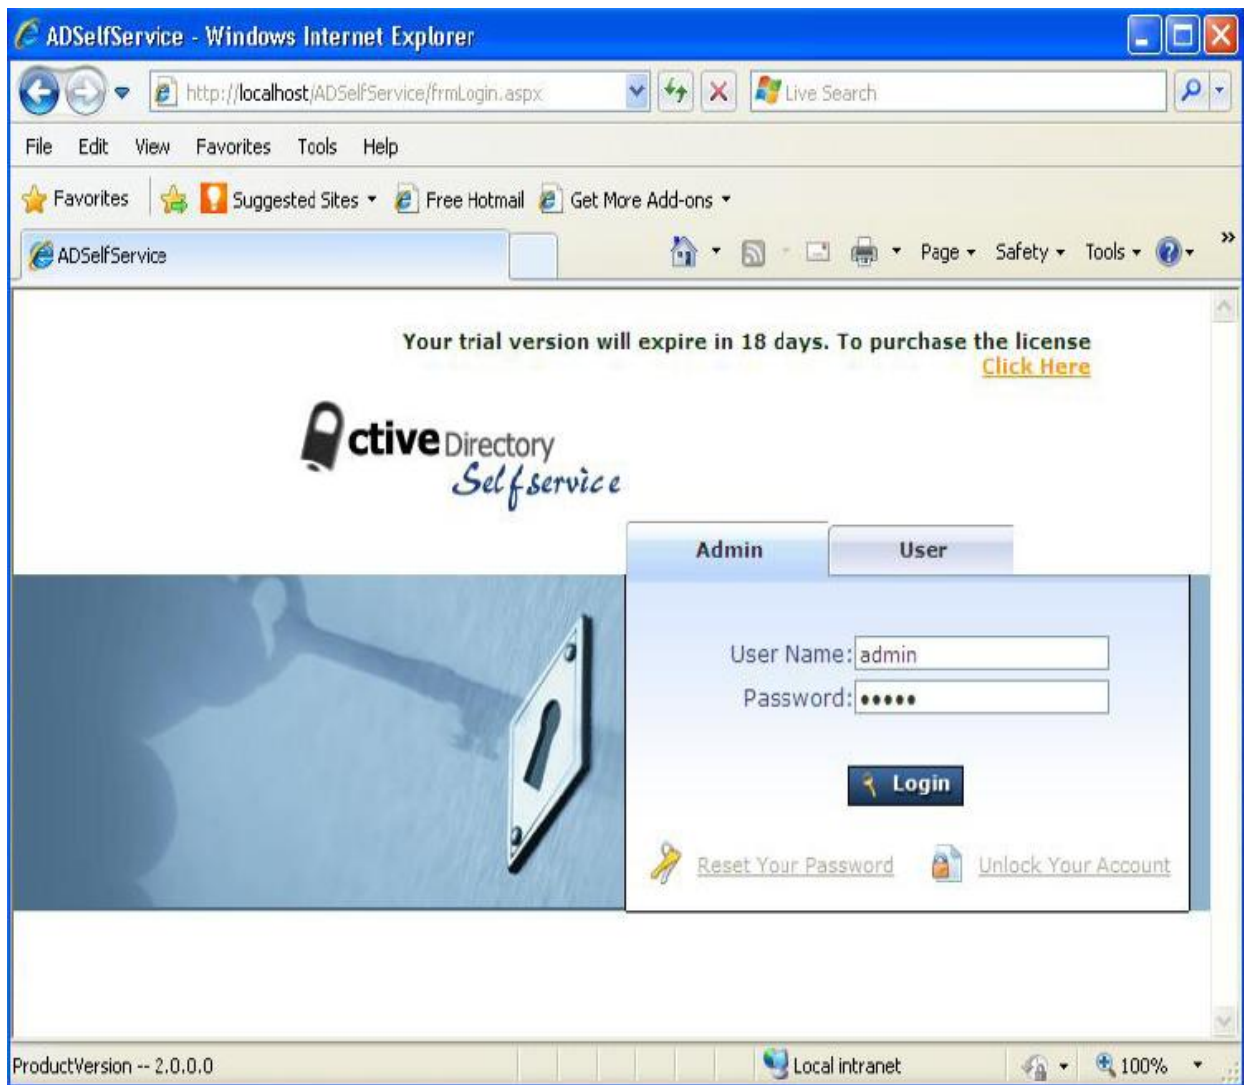 ADSelfService - Windows Internet Explorer
http://localhost/ADSelfService/frmLogin.aspx
Live Search
File Edit View Favorites Tools Help
Favorites Suggested Sites Free Hotmail Get More Add-ons
ADSelfService Page Safety Tools »
Your trial version will expire in 18 days. To purchase the license
Click Here
ctive Directory
Selfservice
Admin User
User Name: admin
Password: •••••
Login
Reset Your Password Unlock Your Account
ProductVersion -- 2.0.0.0 Local intranet 100%